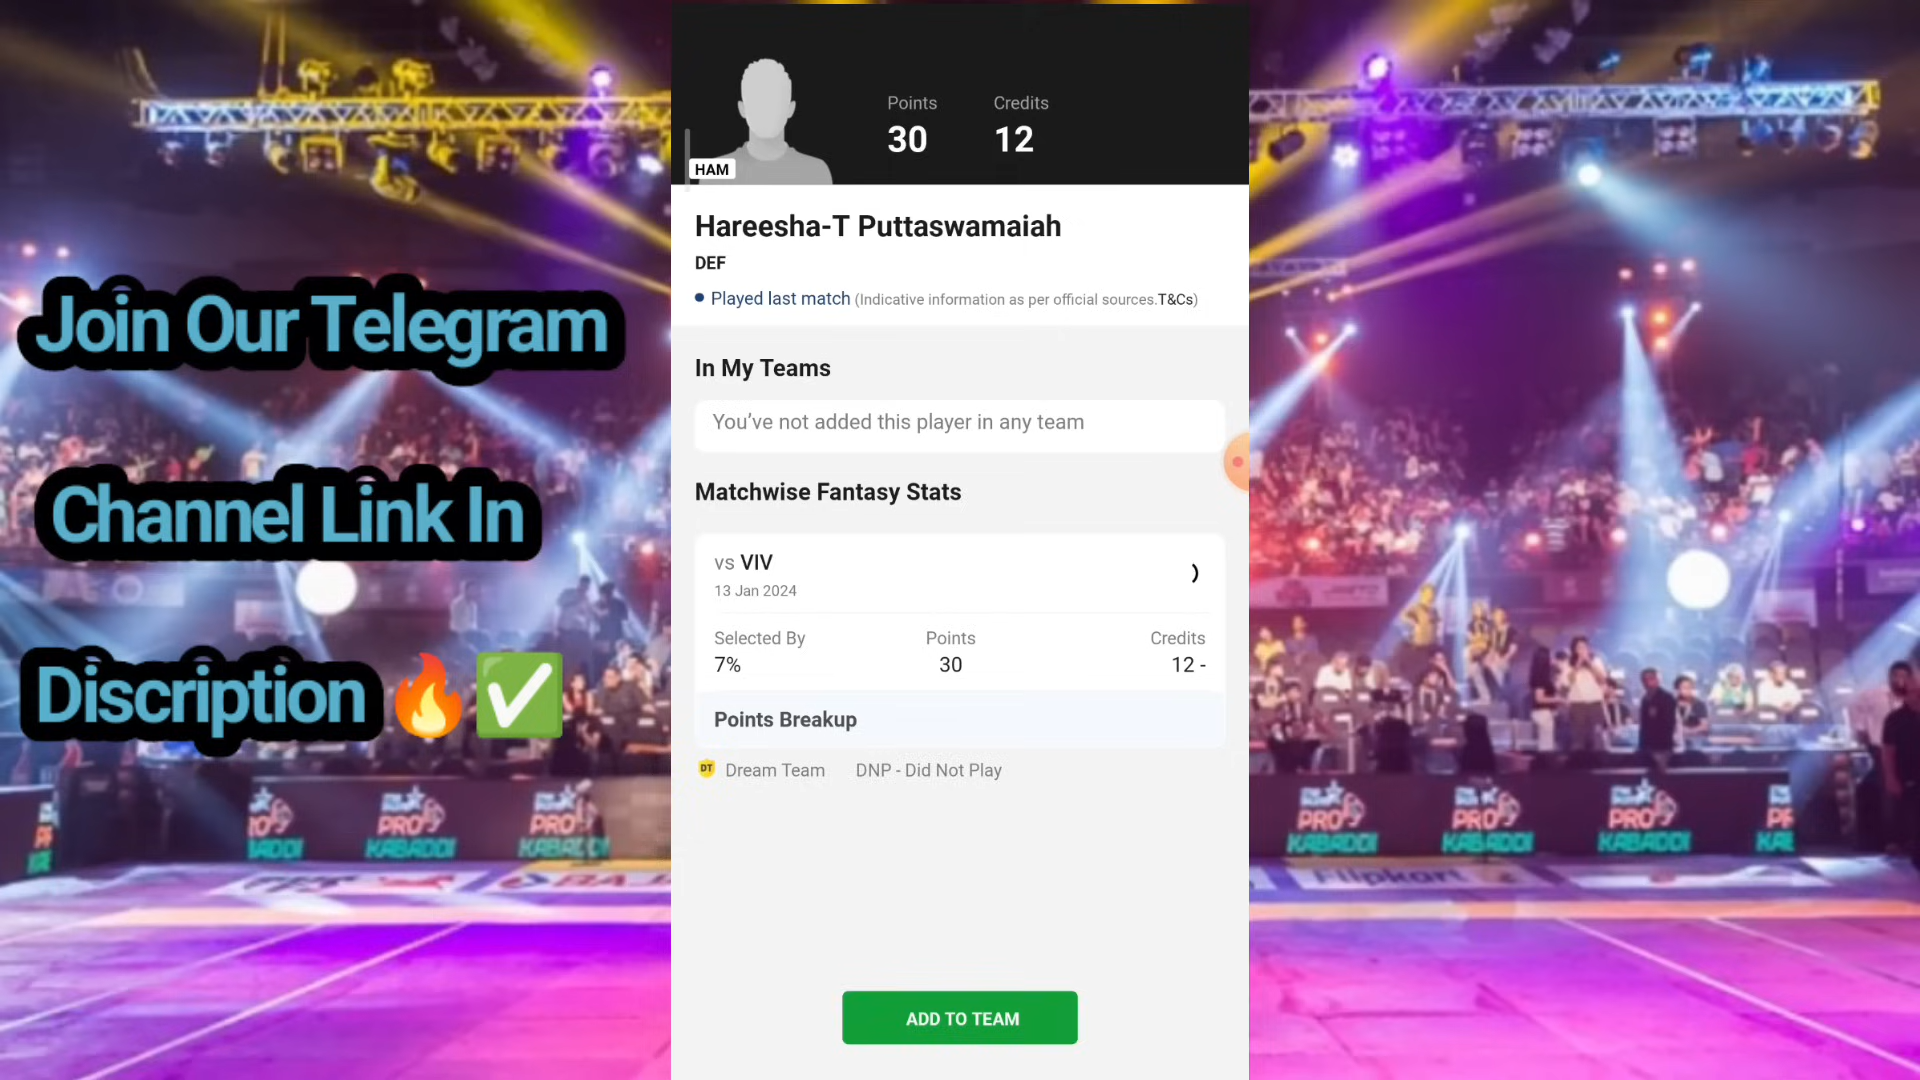 Join Our Telegram
Channel Link In
Discription 🔥✅
Points
Credits
30
12
HAM
Hareesha-T Puttaswamaiah
DEF
Played last match (Indicative information as per official sources.T&Cs)
In My Teams
You’ve not added this player in any team
Matchwise Fantasy Stats
vs VIV
13 Jan 2024
Selected By
Points
Credits
7%
30
12 -
Points Breakup
DT Dream Team
DNP - Did Not Play
ADD TO TEAM
PRO
KABADDI
PRO
KABADDI
PRO
KABADDI
PRO
KABADDI
PRO
KABADDI
Flipkart